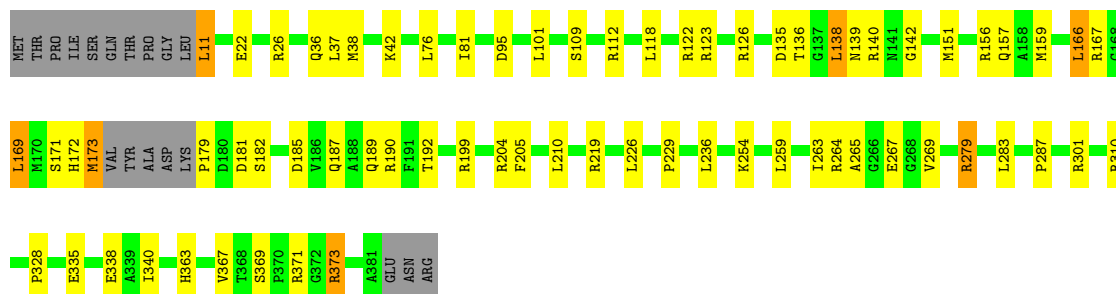 MET THR PRO ILE SER GLN THR PRO GLY LEU L11 E22 R26 Q36 L37 M38 K42 L76 I81 D95 L101 S109 R112 L118 R122 R123 R126 D135 T136 G137 L138 N139 R140 N141 G142 M151 R156 Q157 A158 M159 L166 R167 G168
L169 M170 S171 H172 M173 VAL TYR ALA ASP LYS P179 D180 D181 S182 D185 V186 Q187 A188 Q189 R190 F191 T192 R199 R204 F205 L210 R219 L226 P229 L236 K254 L259 I263 R264 A265 G266 E267 G268 V269 R279 L283 P287 R301
P328 E335 E338 A339 I340 H363 V367 T368 S369 P370 R371 G372 R373 A381 GLU ASN ARG